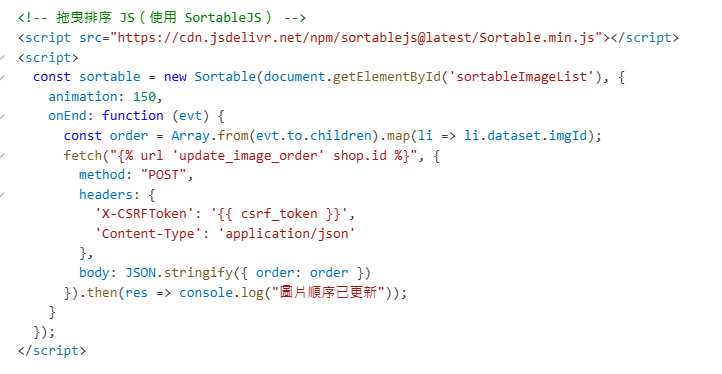 <!-- 拖曳排序 JS（使用 SortableJS） -->
<script src="https://cdn.jsdelivr.net/npm/sortablejs@latest/Sortable.min.js"></script>
<script>
  const sortable = new Sortable(document.getElementById('sortableImageList'), {
    animation: 150,
    onEnd: function (evt) {
      const order = Array.from(evt.to.children).map(li => li.dataset.imgId);
      fetch("{% url 'update_image_order' shop.id %}", {
        method: "POST",
        headers: {
          'X-CSRFToken': '{{ csrf_token }}',
          'Content-Type': 'application/json'
        },
        body: JSON.stringify({ order: order })
      }).then(res => console.log("圖片順序已更新"));
    }
  });
</script>